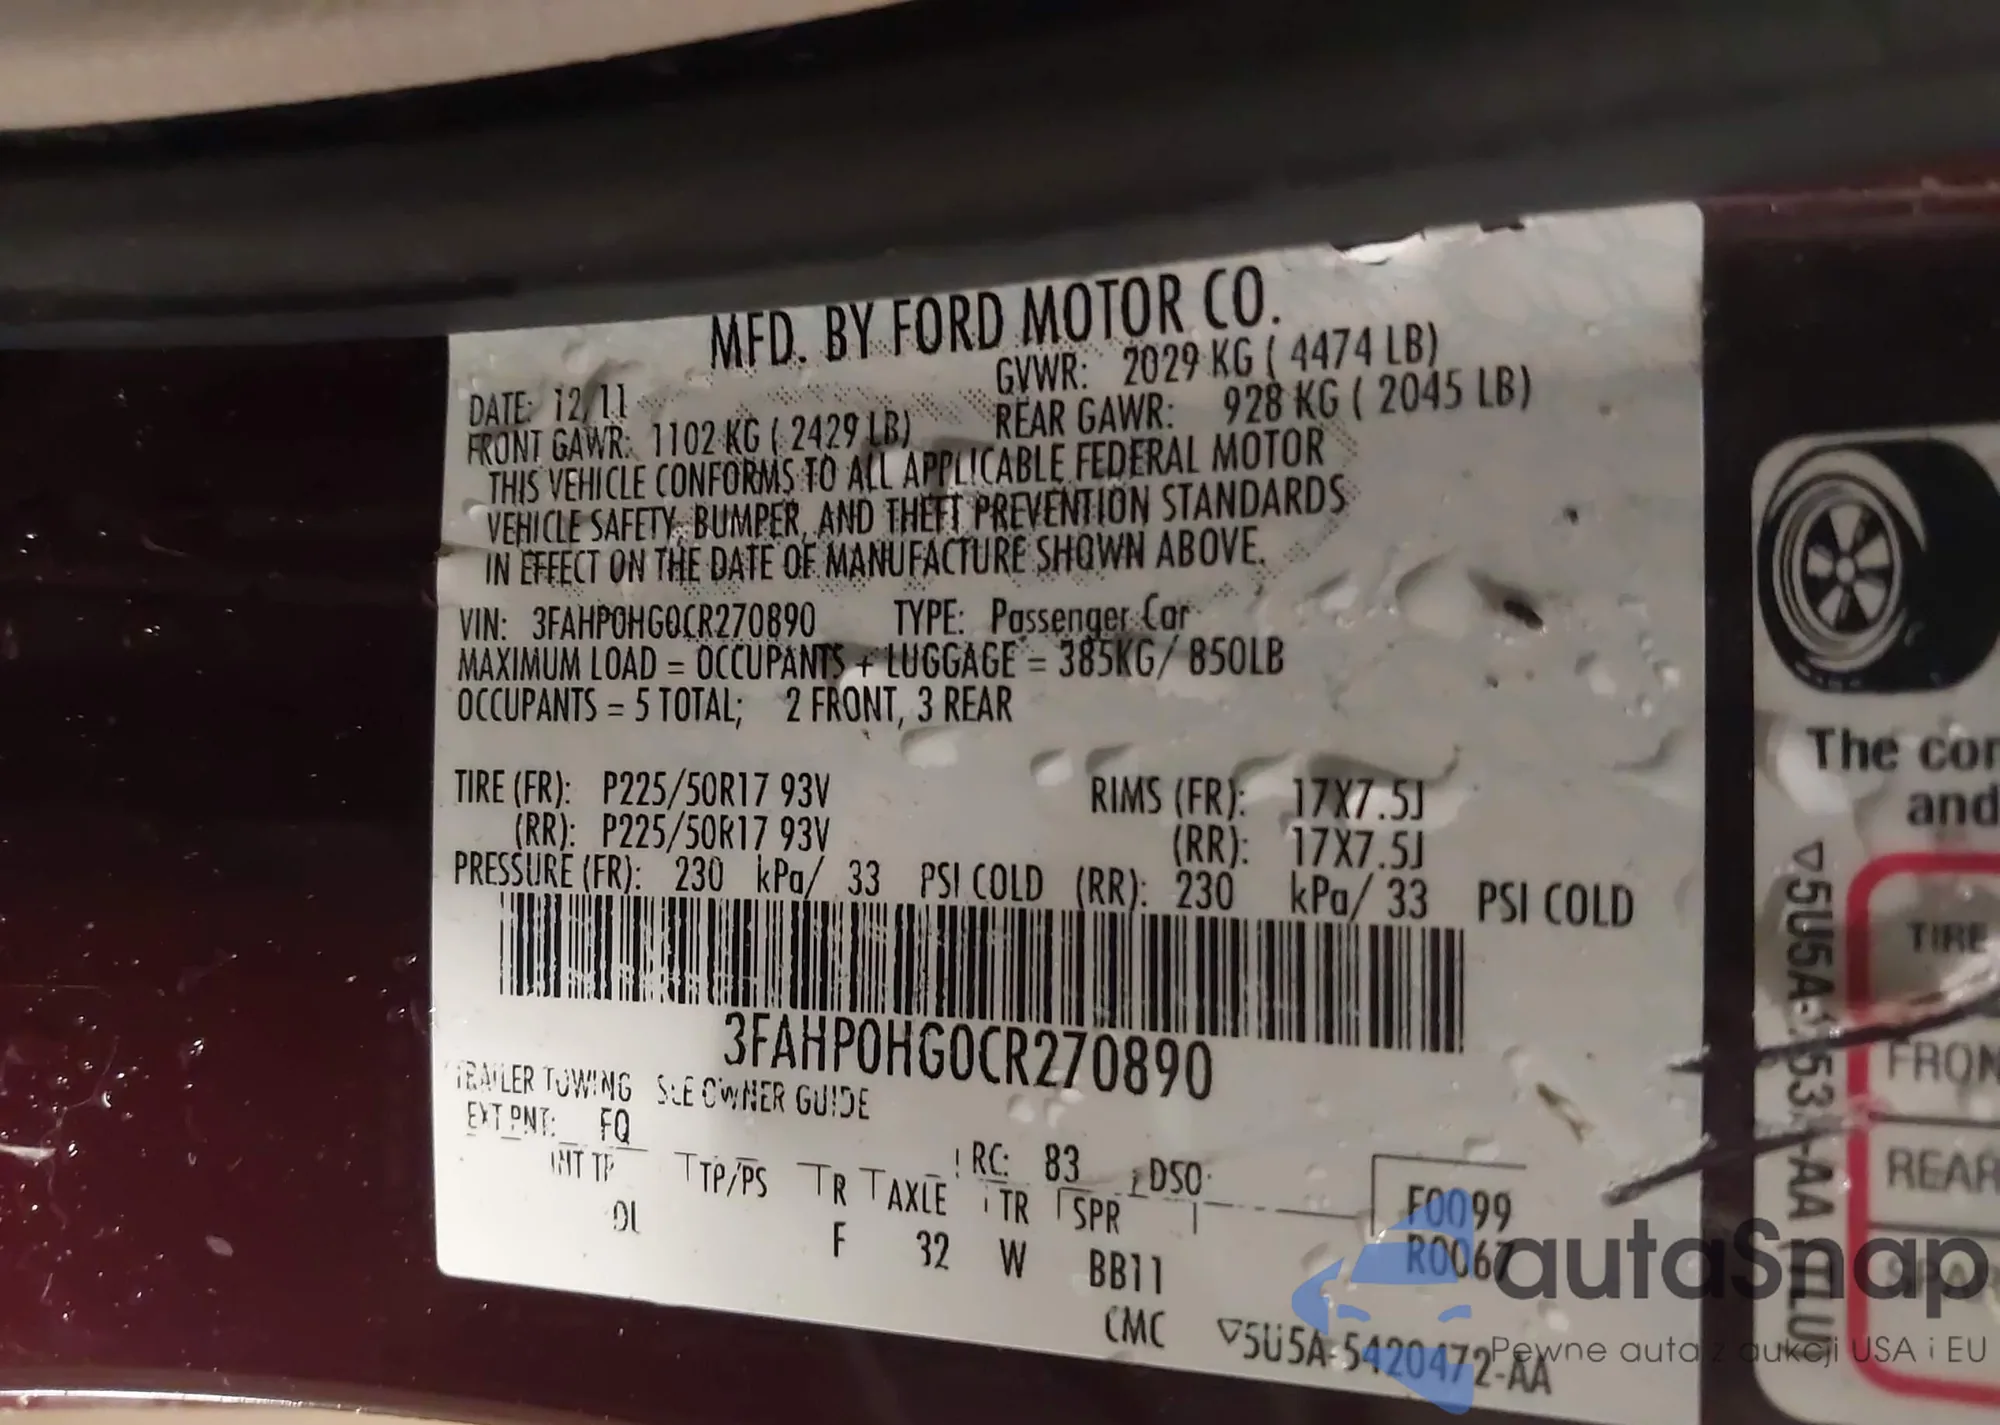 MFD. BY FORD MOTOR CO.
DATE: 12/11
GVWR: 2029 KG ( 4474 LB)
FRONT GAWR: 1102 KG ( 2429 LB)
REAR GAWR: 928 KG ( 2045 LB)
THIS VEHICLE CONFORMS TO ALL APPLICABLE FEDERAL MOTOR
VEHICLE SAFETY, BUMPER, AND THEFT PREVENTION STANDARDS
IN EFFECT ON THE DATE OF MANUFACTURE SHOWN ABOVE.
VIN: 3FAHP0HG0CR270890 TYPE: Passenger Car
MAXIMUM LOAD = OCCUPANTS + LUGGAGE = 385KG/ 850LB
OCCUPANTS = 5 TOTAL; 2 FRONT, 3 REAR
TIRE (FR): P225/50R17 93V RIMS (FR): 17X7.5J
(RR): P225/50R17 93V (RR): 17X7.5J
PRESSURE (FR): 230 kPa/ 33 PSI COLD (RR): 230 kPa/ 33 PSI COLD
3FAHP0HG0CR270890
TRAILER TOWING SEE OWNER GUIDE
EXT PNT: FQ RC: 83 DSO:
INT TR TP/PS R AXLE TR SPR
F0099
F 32 W BB11
R0067
CMC
▽5U5A-5420472-AA
The
and
TIRE
FRON
REAR
autaSnap
Pewne auta z aukcji USA i EU